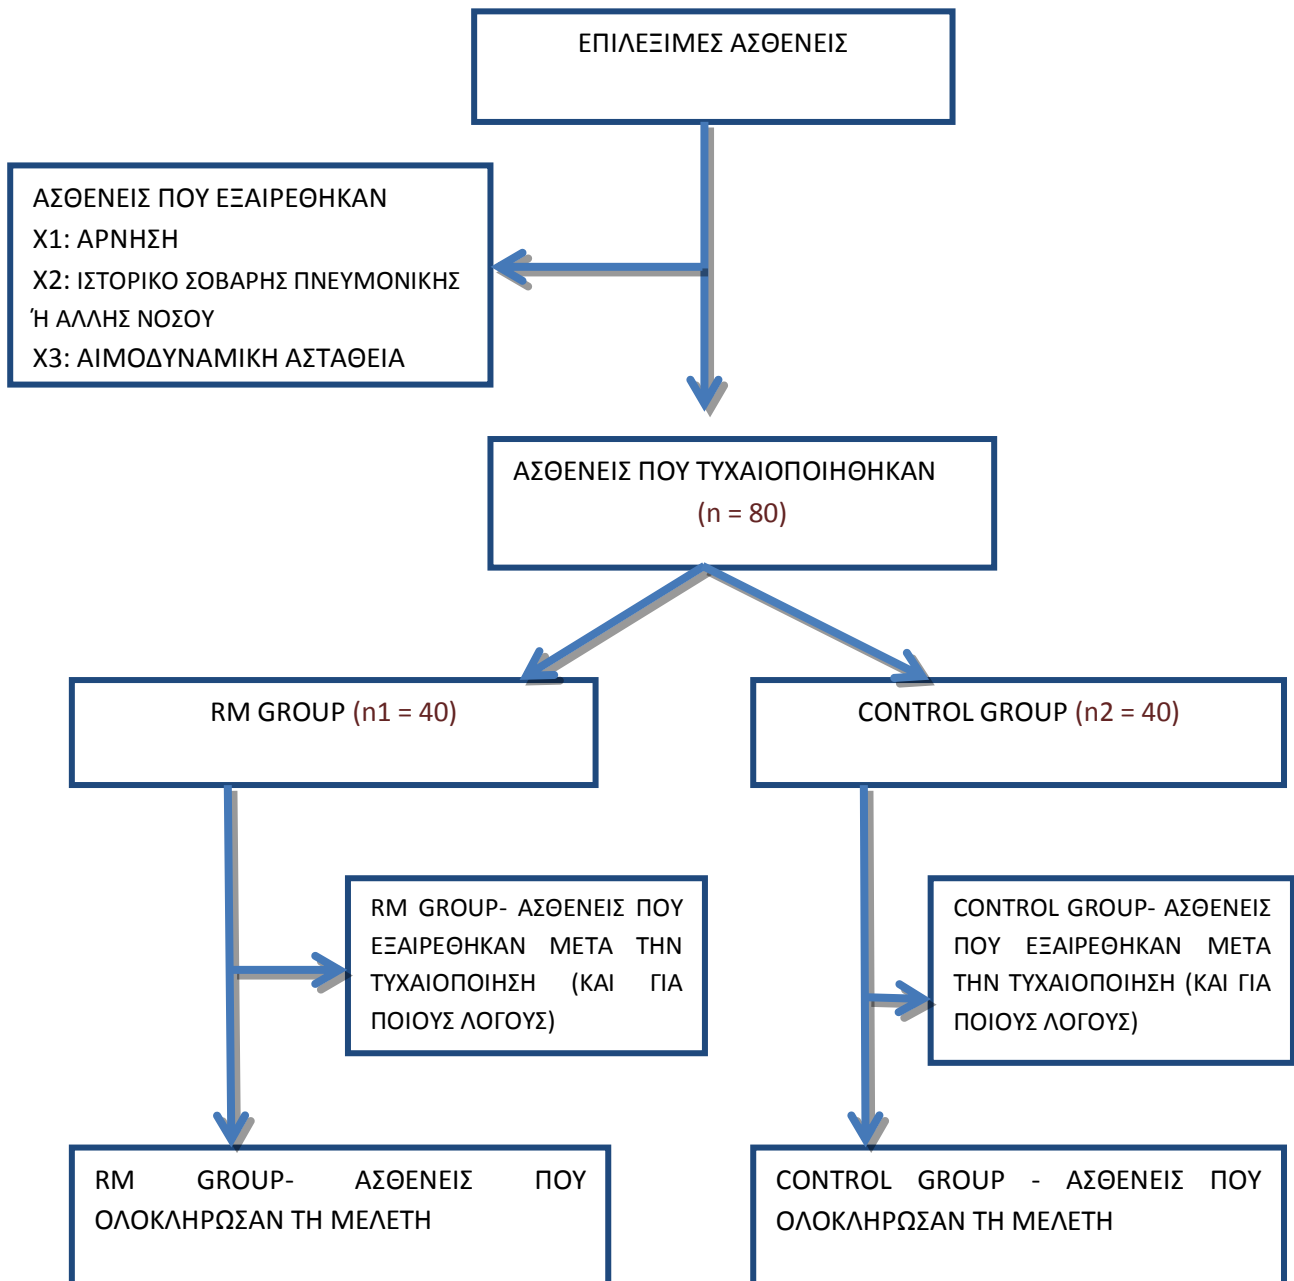 ΕΠΙΛΕΞΙΜΕΣ ΑΣΘΕΝΕΙΣ
ΑΣΘΕΝΕΙΣ ΠΟΥ ΕΞΑΙΡΕΘΗΚΑΝ
Χ1: ΑΡΝΗΣΗ
Χ2: ΙΣΤΟΡΙΚΟ ΣΟΒΑΡΗΣ ΠΝΕΥΜΟΝΙΚΗΣ
Ή ΑΛΛΗΣ ΝΟΣΟΥ
Χ3: ΑΙΜΟΔΥΝΑΜΙΚΗ ΑΣΤΑΘΕΙΑ
ΑΣΘΕΝΕΙΣ ΠΟΥ ΤΥΧΑΙΟΠΟΙΗΘΗΚΑΝ
(n = 80)
RM GROUP (n1 = 40)
CONTROL GROUP (n2 = 40)
RM GROUP- ΑΣΘΕΝΕΙΣ ΠΟΥ
ΕΞΑΙΡΕΘΗΚΑΝ ΜΕΤΑ ΤΗΝ
ΤΥΧΑΙΟΠΟΙΗΣΗ (ΚΑΙ ΓΙΑ
ΠΟΙΟΥΣ ΛΟΓΟΥΣ)
CONTROL GROUP- ΑΣΘΕΝΕΙΣ
ΠΟΥ ΕΞΑΙΡΕΘΗΚΑΝ ΜΕΤΑ
ΤΗΝ ΤΥΧΑΙΟΠΟΙΗΣΗ (ΚΑΙ ΓΙΑ
ΠΟΙΟΥΣ ΛΟΓΟΥΣ)
RM GROUP- ΑΣΘΕΝΕΙΣ ΠΟΥ
ΟΛΟΚΛΗΡΩΣΑΝ ΤΗ ΜΕΛΕΤΗ
CONTROL GROUP - ΑΣΘΕΝΕΙΣ ΠΟΥ
ΟΛΟΚΛΗΡΩΣΑΝ ΤΗ ΜΕΛΕΤΗ